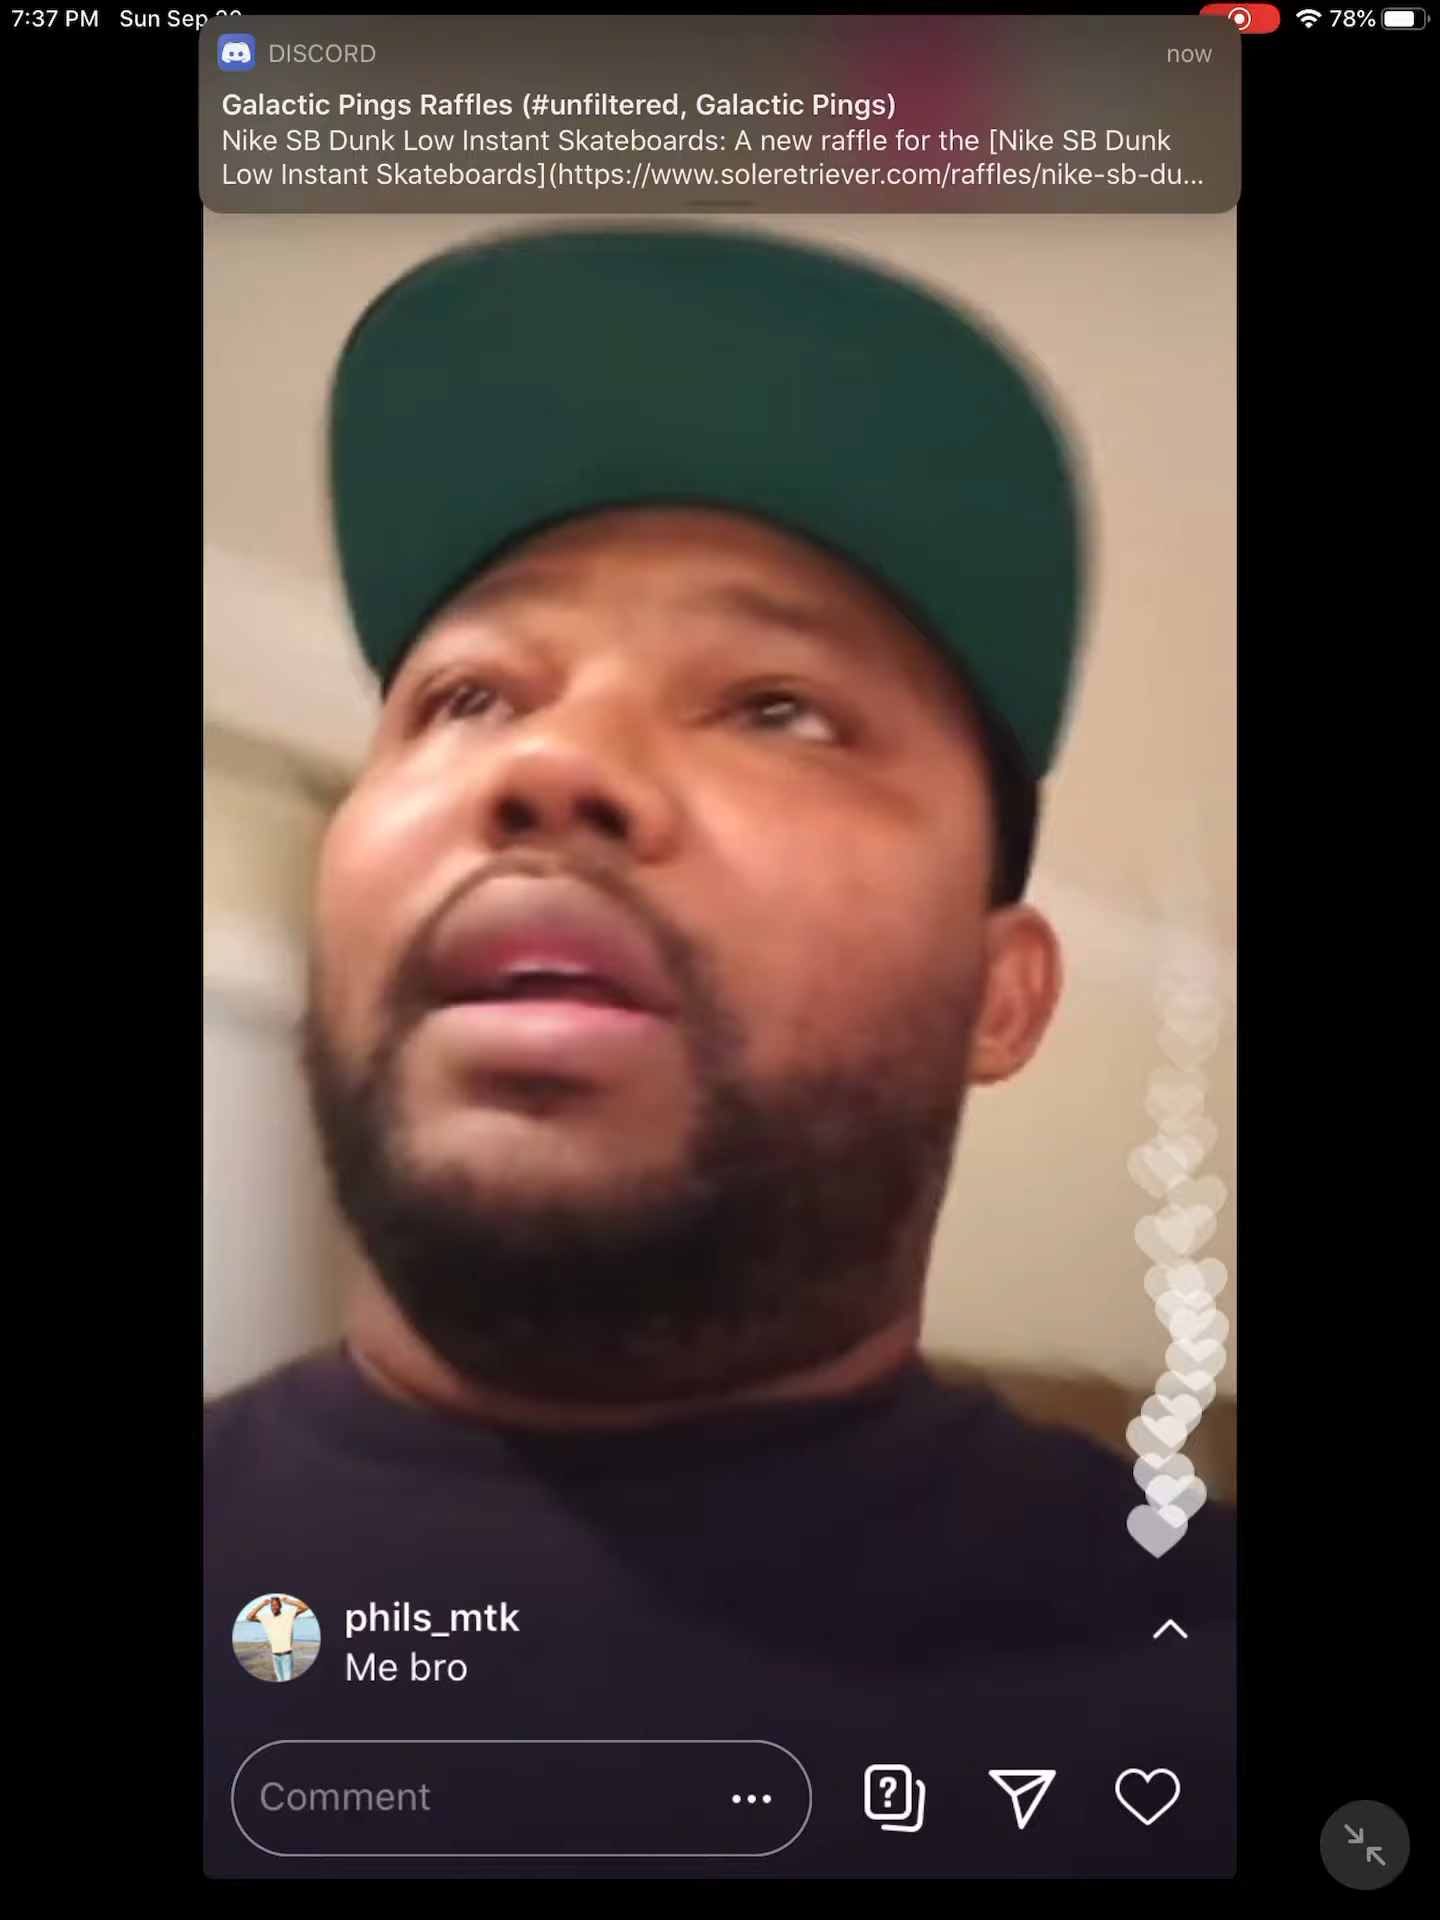 7:37 PM Sun Sep
78%
DISCORD
now
Galactic Pings Raffles (#unfiltered, Galactic Pings)
Nike SB Dunk Low Instant Skateboards: A new raffle for the [Nike SB Dunk
Low Instant Skateboards](https://www.soleretriever.com/raffles/nike-sb-du...
phils_mtk
Me bro
Comment